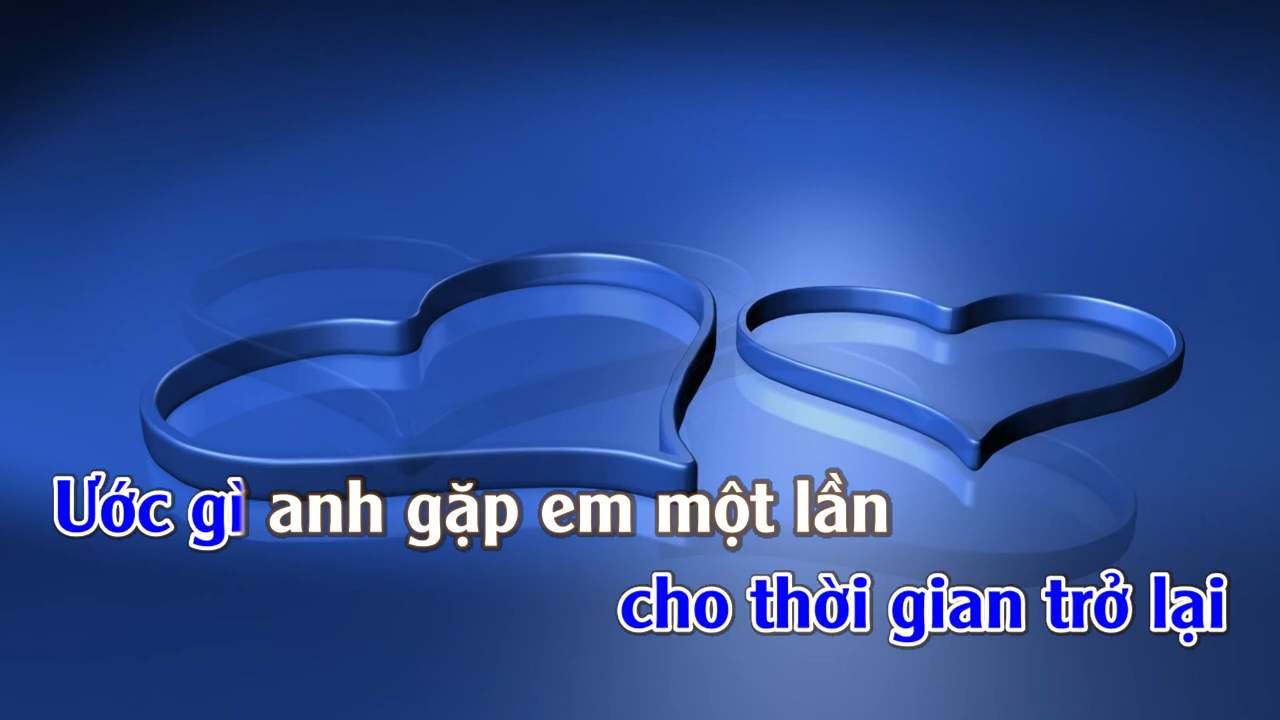 Ước gì anh gặp em một lần
cho thời gian trở lại